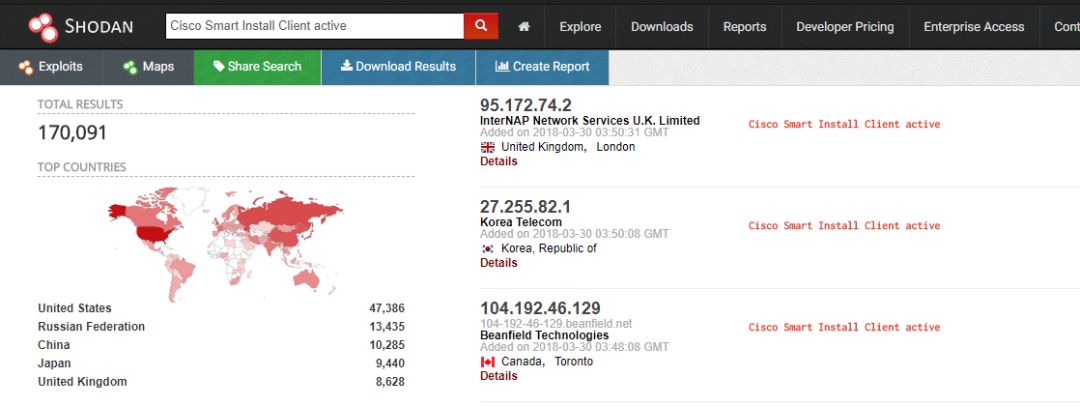 SHODAN
Cisco Smart Install Client active
Explore
Downloads
Reports
Developer Pricing
Enterprise Access
Cont
Exploits
Maps
Share Search
Download Results
Create Report
TOTAL RESULTS
170,091
TOP COUNTRIES
United States 47,386
Russian Federation 13,435
China 10,285
Japan 9,440
United Kingdom 8,628
95.172.74.2
InterNAP Network Services U.K. Limited
Added on 2018-03-30 03:50:31 GMT
United Kingdom, London
Details
Cisco Smart Install Client active
27.255.82.1
Korea Telecom
Added on 2018-03-30 03:50:08 GMT
Korea, Republic of
Details
Cisco Smart Install Client active
104.192.46.129
104-192-46-129.beanfield.net
Beanfield Technologies
Added on 2018-03-30 03:48:08 GMT
Canada, Toronto
Details
Cisco Smart Install Client active